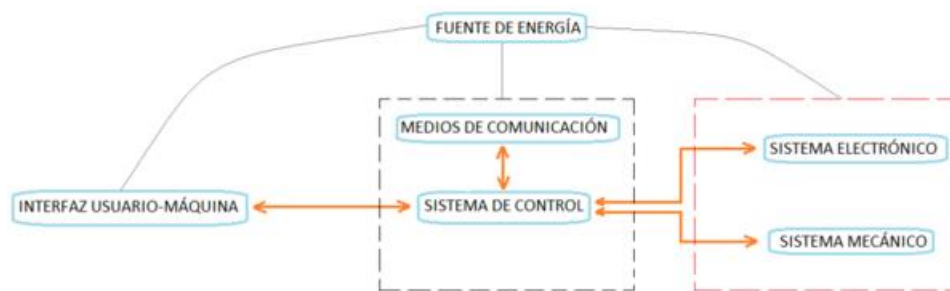 FUENTE DE ENERGÍA
MEDIOS DE COMUNICACIÓN
SISTEMA ELECTRÓNICO
INTERFAZ USUARIO-MÁQUINA
SISTEMA DE CONTROL
SISTEMA MECÁNICO